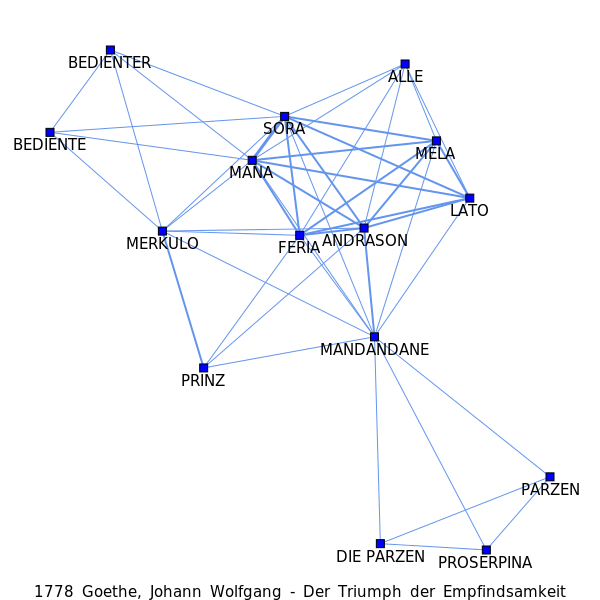 BEDIENTER
ALLE
SORA
BEDIENTE
MELA
MANA
LATO
MERKULO
FERIA
ANDRASON
MANDANDANE
PRINZ
PARZEN
DIE PARZEN
PROSERPINA
1778 Goethe, Johann Wolfgang - Der Triumph der Empfindsamkeit